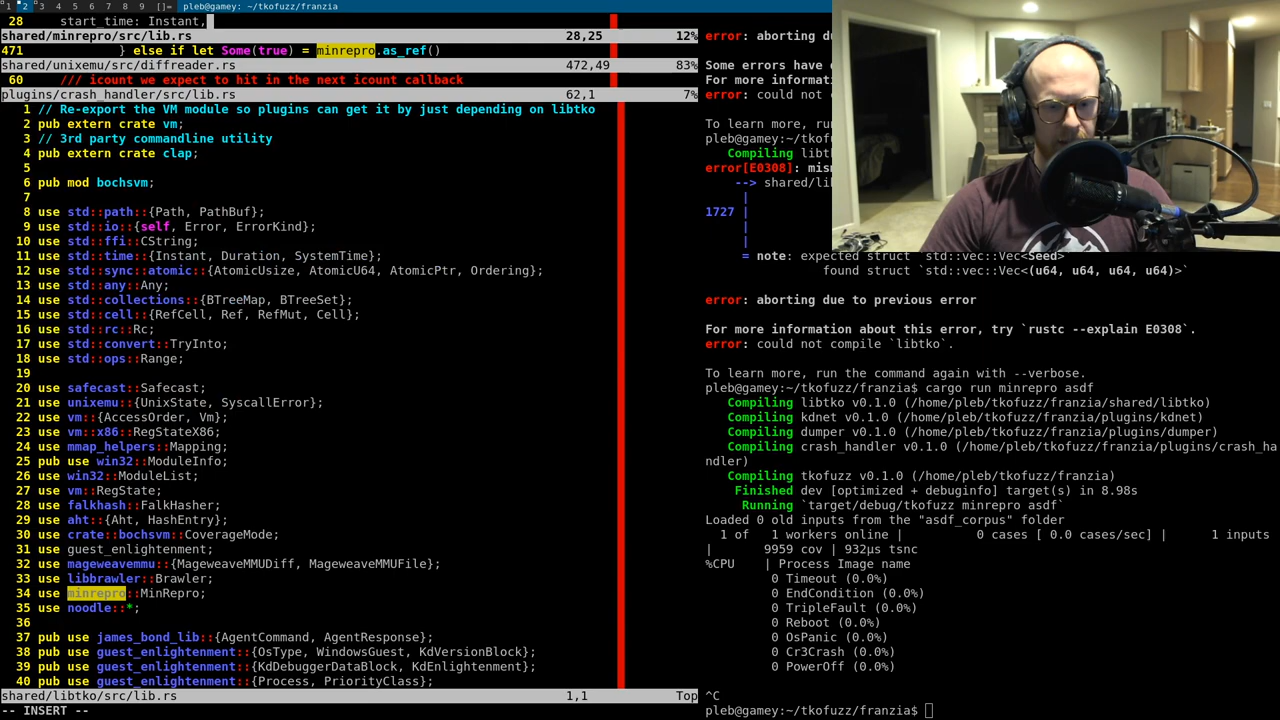 1 2 3 4 5 6 7 8 9 []= pleb@gamey: ~/tkofuzz/franzia
28 start_time: Instant,
shared/minrepro/src/lib.rs 28,25 12%
471 } else if let Some(true) = minrepro.as_ref()
shared/unixemu/src/diffreader.rs 472,49 83%
60 /// icount we expect to hit in the next icount callback
plugins/crash_handler/src/lib.rs 62,1 7%
1 // Re-export the VM module so plugins can get it by just depending on libtko
2 pub extern crate vm;
3 // 3rd party commandline utility
4 pub extern crate clap;
5
6 pub mod bochsvm;
7
8 use std::path::{Path, PathBuf};
9 use std::io::{self, Error, ErrorKind};
10 use std::ffi::CString;
11 use std::time::{Instant, Duration, SystemTime};
12 use std::sync::atomic::{AtomicUsize, AtomicU64, AtomicPtr, Ordering};
13 use std::any::Any;
14 use std::collections::{BTreeMap, BTreeSet};
15 use std::cell::{RefCell, Ref, RefMut, Cell};
16 use std::rc::Rc;
17 use std::convert::TryInto;
18 use std::ops::Range;
19
20 use safecast::Safecast;
21 use unixemu::{UnixState, SyscallError};
22 use vm::{AccessOrder, Vm};
23 use vm::x86::RegStateX86;
24 use mmap_helpers::Mapping;
25 pub use win32::ModuleInfo;
26 use win32::ModuleList;
27 use vm::RegState;
28 use falkhash::FalkHasher;
29 use aht::{Aht, HashEntry};
30 use crate::bochsvm::CoverageMode;
31 use guest_enlightenment;
32 use mageweavemmu::{MageweaveMMUDiff, MageweaveMMUFile};
33 use libbrawler::Brawler;
34 use minrepro::MinRepro;
35 use noodle::*;
36
37 pub use james_bond_lib::{AgentCommand, AgentResponse};
38 pub use guest_enlightenment::{OsType, WindowsGuest, KdVersionBlock};
39 pub use guest_enlightenment::{KdDebuggerDataBlock, KdEnlightenment};
40 pub use guest_enlightenment::{Process, PriorityClass};
shared/libtko/src/lib.rs 1,1 Top
-- INSERT --
error: aborting du
Some errors have
For more informati
error: could not
To learn more, run
pleb@gamey:~/tkof
Compiling libt
error[E0308]: mism
--> shared/lib
|
1727 |
|
|
= note: expected struct `std::vec::Vec<Seed>`
found struct `std::vec::Vec<(u64, u64, u64, u64)>`
error: aborting due to previous error
For more information about this error, try `rustc --explain E0308`.
error: could not compile `libtko`.
To learn more, run the command again with --verbose.
pleb@gamey:~/tkofuzz/franzia$ cargo run minrepro asdf
Compiling libtko v0.1.0 (/home/pleb/tkofuzz/franzia/shared/libtko)
Compiling kdnet v0.1.0 (/home/pleb/tkofuzz/franzia/plugins/kdnet)
Compiling dumper v0.1.0 (/home/pleb/tkofuzz/franzia/plugins/dumper)
Compiling crash_handler v0.1.0 (/home/pleb/tkofuzz/franzia/plugins/crash_ha
ndler)
Compiling tkofuzz v0.1.0 (/home/pleb/tkofuzz/franzia)
Finished dev [optimized + debuginfo] target(s) in 8.98s
Running `target/debug/tkofuzz minrepro asdf`
Loaded 0 old inputs from the "asdf_corpus" folder
1 of 1 workers online | 0 cases [ 0.0 cases/sec] | 1 inputs
| 9959 cov | 932µs tsnc
%CPU | Process Image name
0 Timeout (0.0%)
0 EndCondition (0.0%)
0 TripleFault (0.0%)
0 Reboot (0.0%)
0 OsPanic (0.0%)
0 Cr3Crash (0.0%)
0 PowerOff (0.0%)
^C
pleb@gamey:~/tkofuzz/franzia$